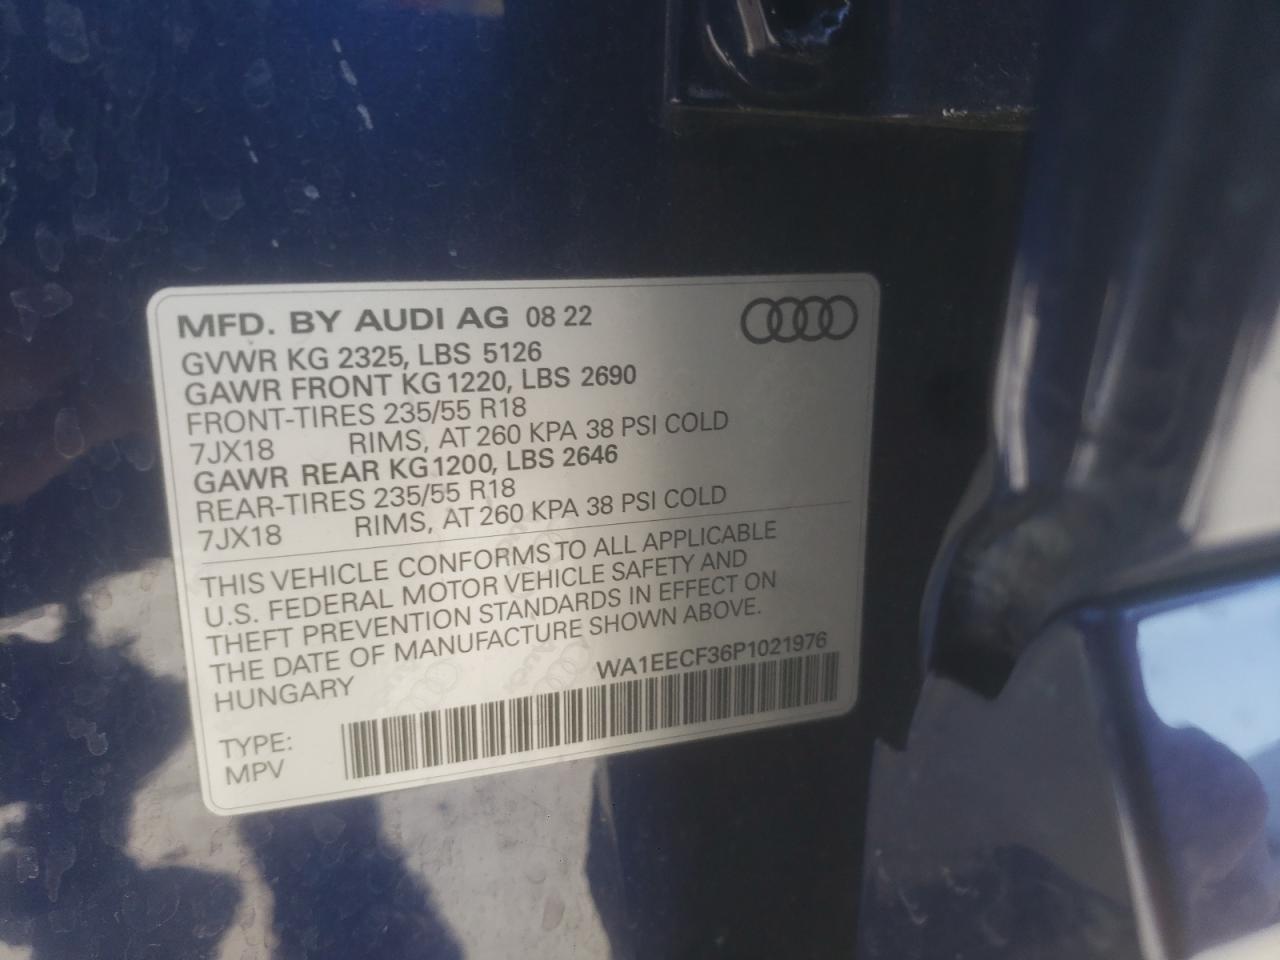 MFD. BY AUDI AG 08 22
GVWR KG 2325, LBS 5126
GAWR FRONT KG 1220, LBS 2690
FRONT-TIRES 235/55 R18
7JX18 RIMS, AT 260 KPA 38 PSI COLD
GAWR REAR KG 1200, LBS 2646
REAR-TIRES 235/55 R18
7JX18 RIMS, AT 260 KPA 38 PSI COLD
THIS VEHICLE CONFORMS TO ALL APPLICABLE
U.S. FEDERAL MOTOR VEHICLE SAFETY AND
THEFT PREVENTION STANDARDS IN EFFECT ON
THE DATE OF MANUFACTURE SHOWN ABOVE.
HUNGARY WA1EECF36P1021976
TYPE:
MPV